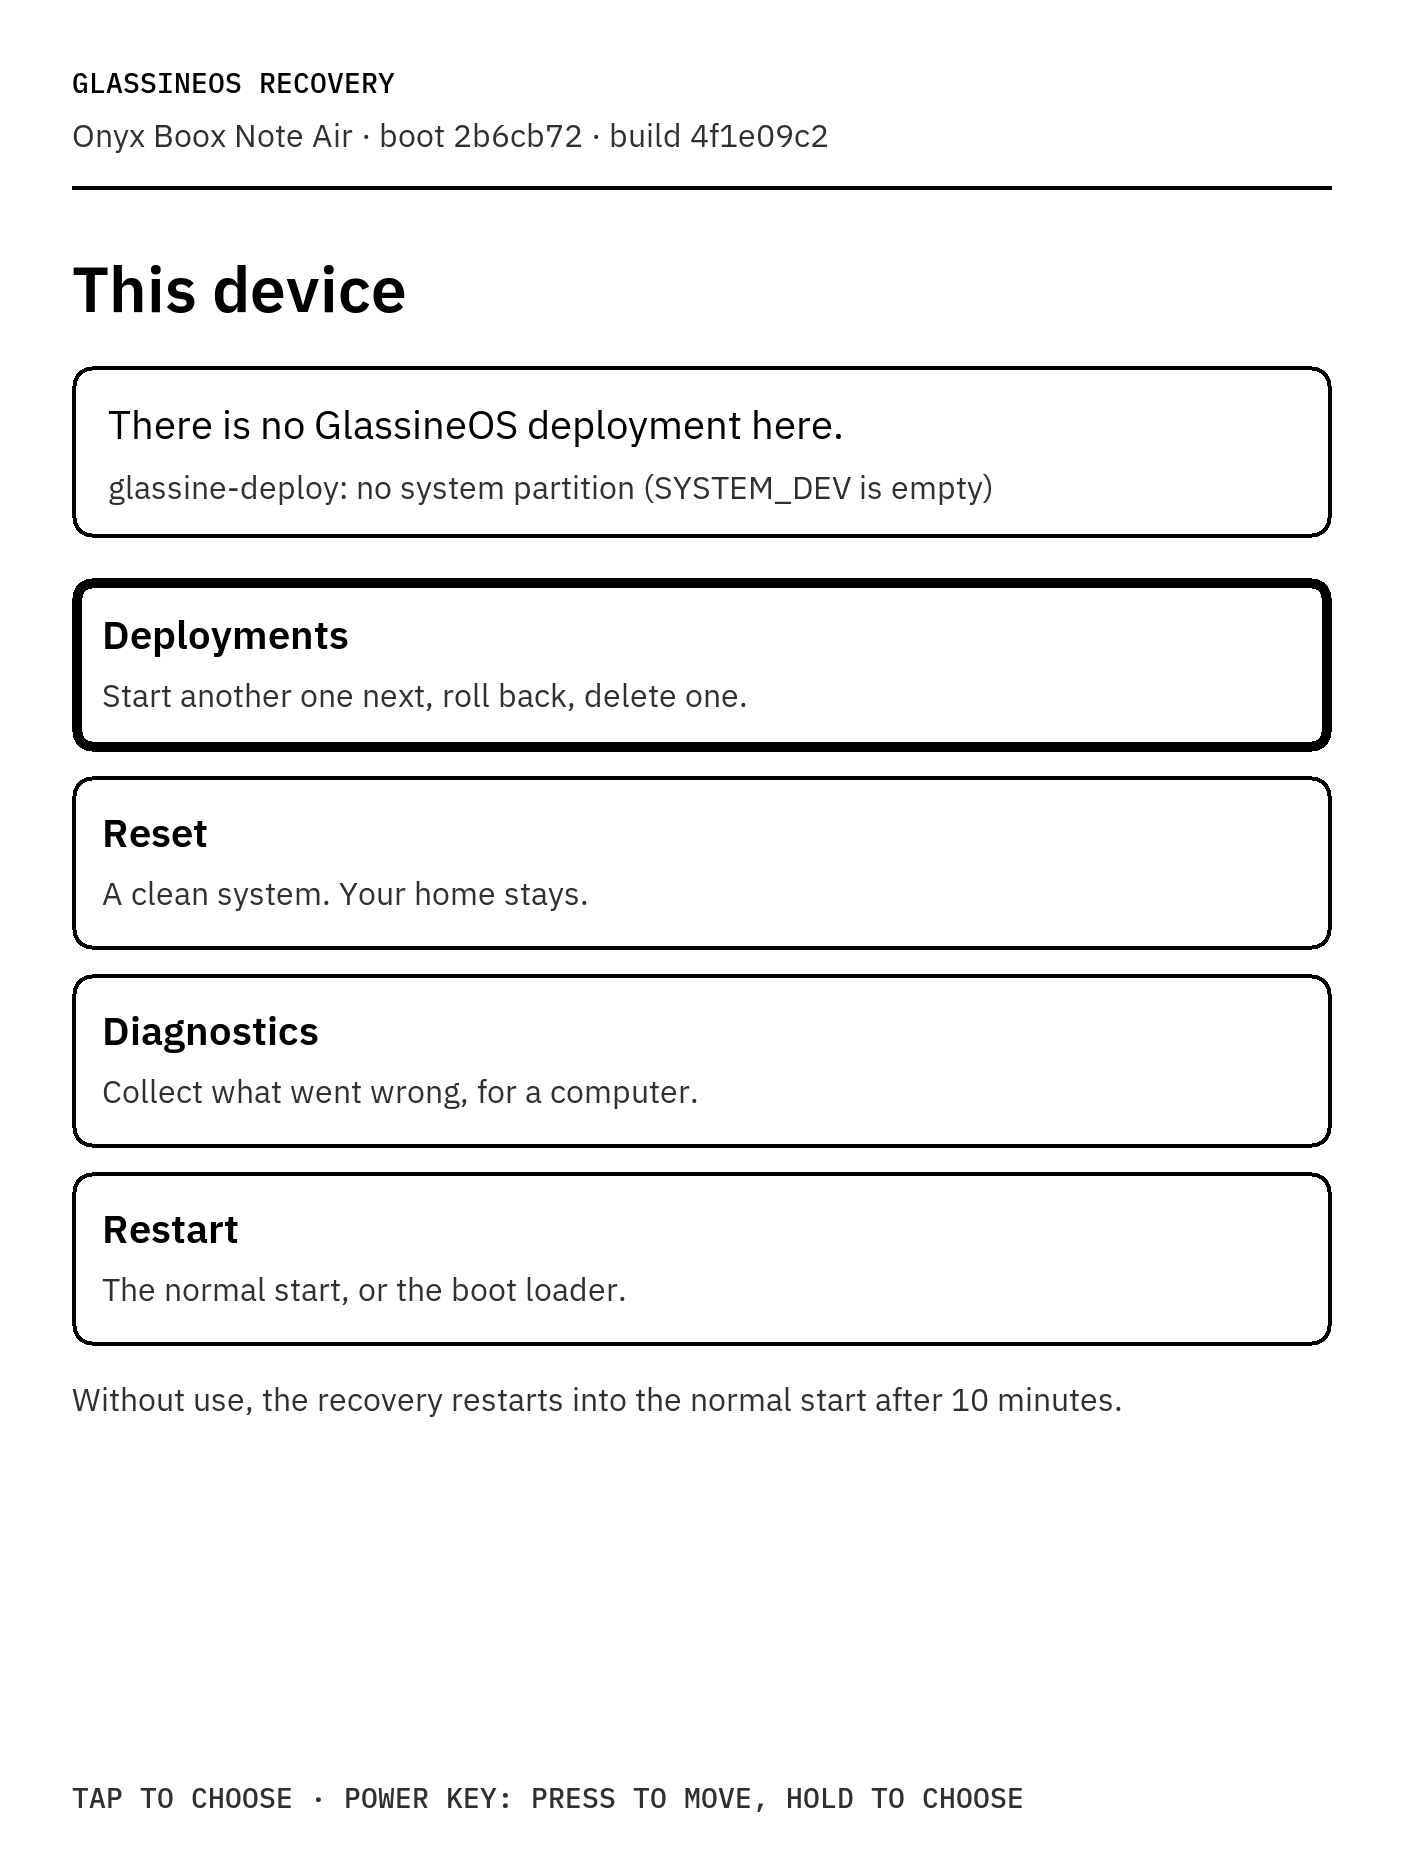 GLASSINEOS RECOVERY
Onyx Boox Note Air · boot 2b6cb72 · build 4f1e09c2
This device
There is no GlassineOS deployment here.
glassine-deploy: no system partition (SYSTEM_DEV is empty)
Deployments
Start another one next, roll back, delete one.
Reset
A clean system. Your home stays.
Diagnostics
Collect what went wrong, for a computer.
Restart
The normal start, or the boot loader.
Without use, the recovery restarts into the normal start after 10 minutes.
TAP TO CHOOSE · POWER KEY: PRESS TO MOVE, HOLD TO CHOOSE